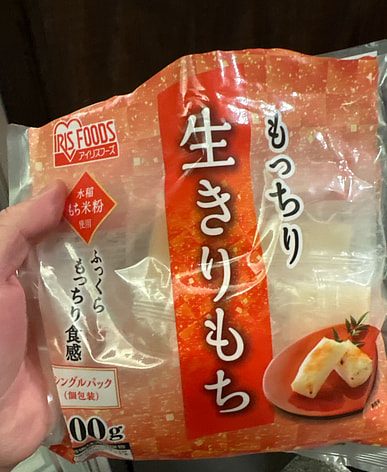 IRIS FOODS
アイリスフーズ
水稲
もち米粉
使用
もっちり
生きりもち
ふっくら
もっちり食感
シングルパック
(個包装)
00g